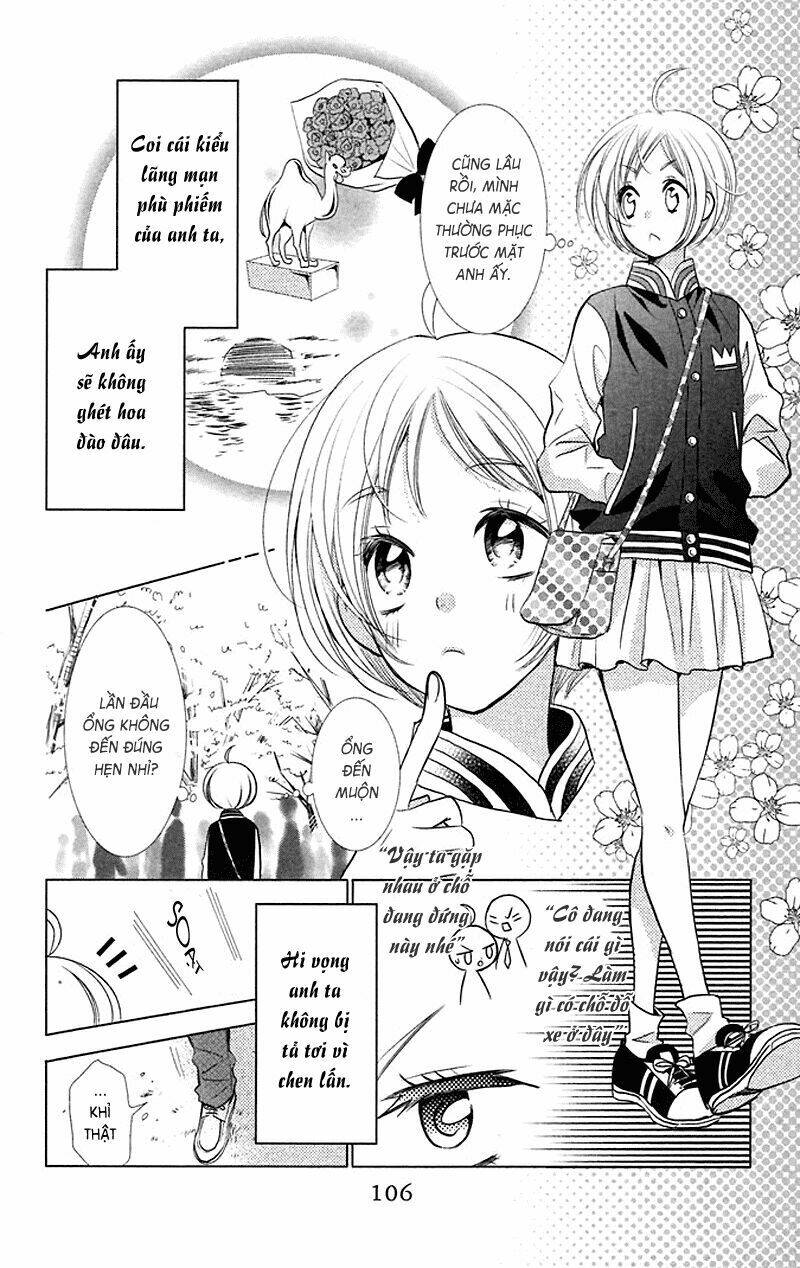 Coi cái kiểu
lãng mạn
phù phiếm
của anh ta,
CŨNG LÂU
RỒI, MÌNH
CHƯA MẶC
THƯỜNG PHỤC
TRƯỚC MẶT
ANH ẤY.
Anh ấy
sẽ không
ghét hoa
đào đâu.
LẦN ĐẦU
ỔNG KHÔNG
ĐẾN ĐÚNG
HẸN NHỈ?
ỔNG
ĐẾN
MUỘN
...
"Vậy ta gặp
nhau ở chỗ
đang đứng
này nhé"
"Cô đang
nói cái gì
vậy? Làm
gì có chỗ đỗ
xe ở đây"
SOẠT
Hi vọng
anh ta
không bị
tả tơi vì
chen lấn.
...
KHỈ
THẬT
106